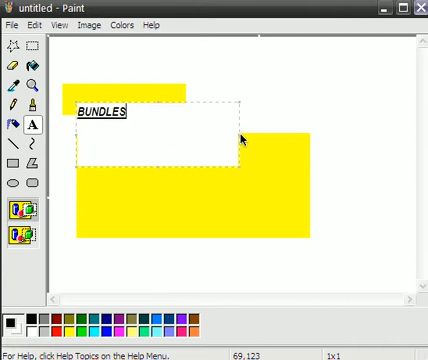 untitled - Paint
File Edit View Image Colors Help
A
BUNDLES
For Help, click Help Topics on the Help Menu.
69,123
1x1